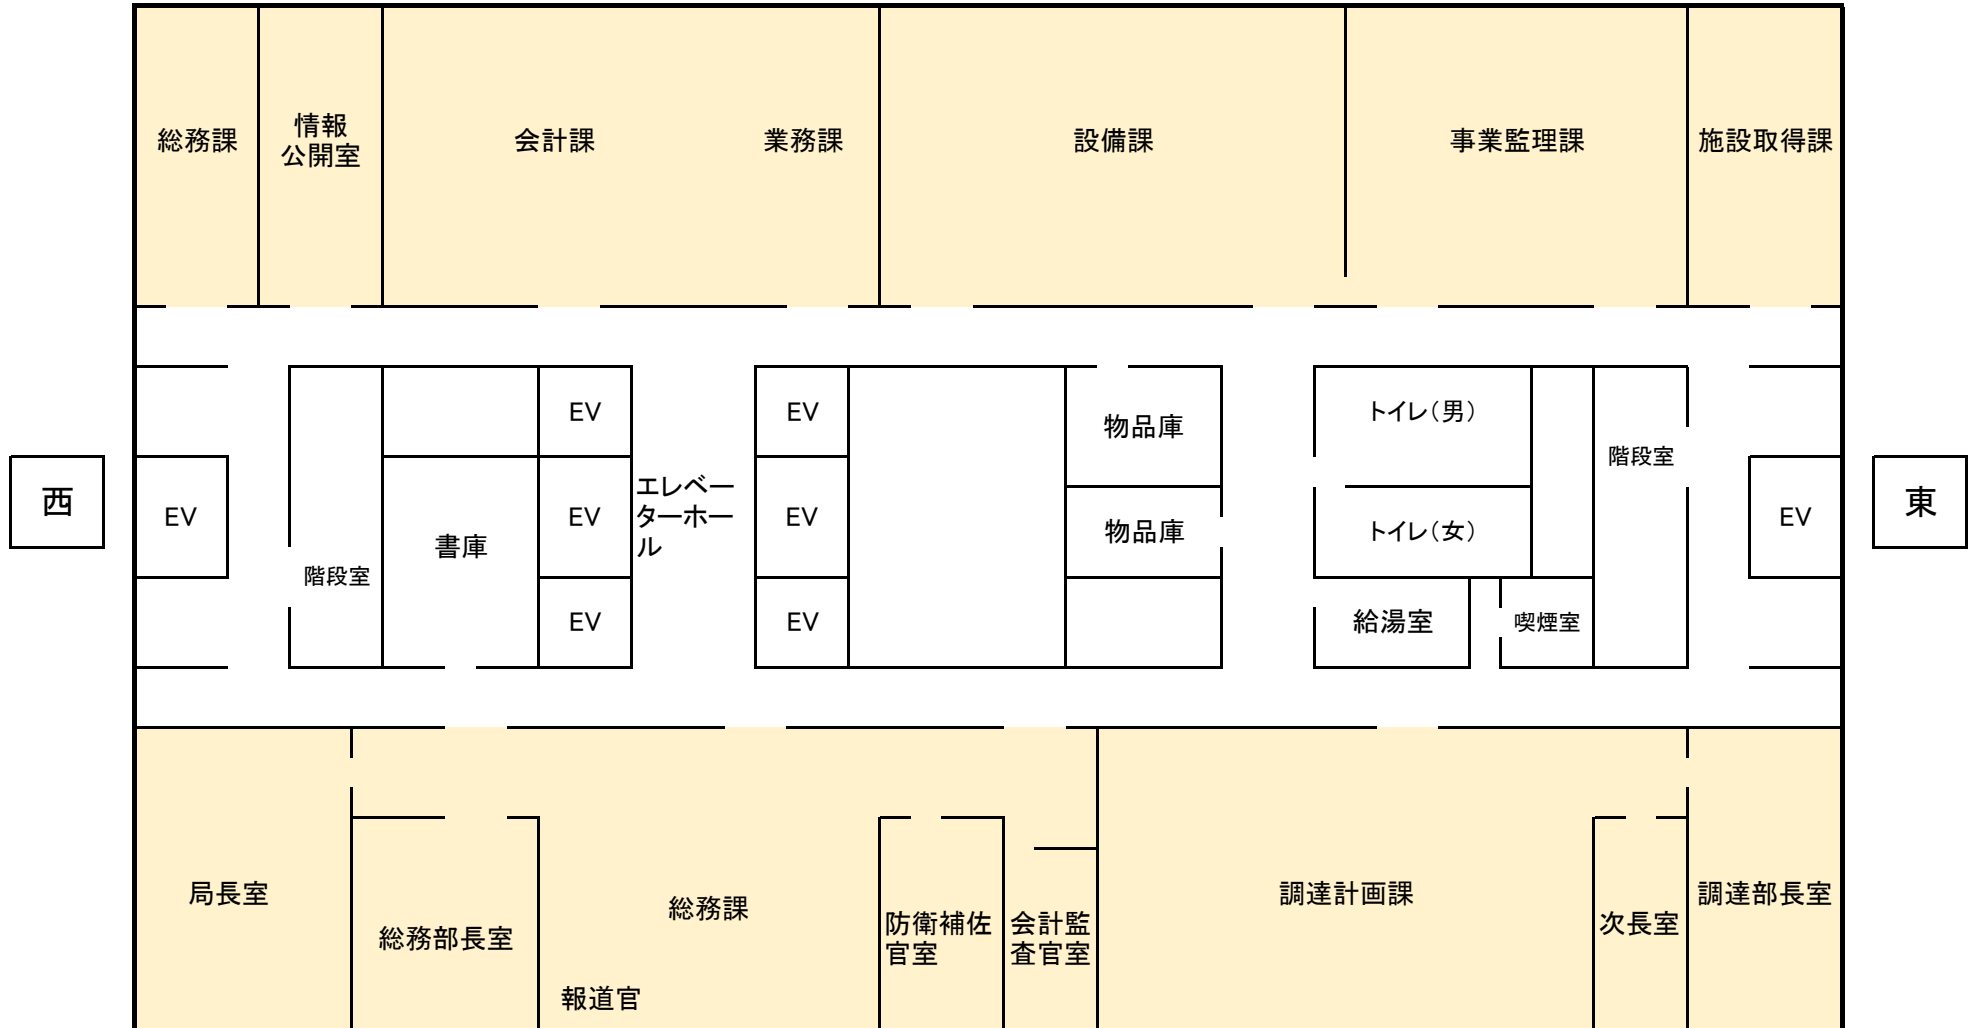 総務課
情報
公開室
会計課
業務課
設備課
事業監理課
施設取得課
EV
EV
トイレ（男）
物品庫
階段室
西
EV
EV
エレベー
ターホー
ル
EV
物品庫
トイレ（女）
EV
東
書庫
階段室
EV
EV
給湯室
喫煙室
局長室
総務部長室
総務課
報道官
防衛補佐
官室
会計監
査官室
調達計画課
次長室
調達部長室